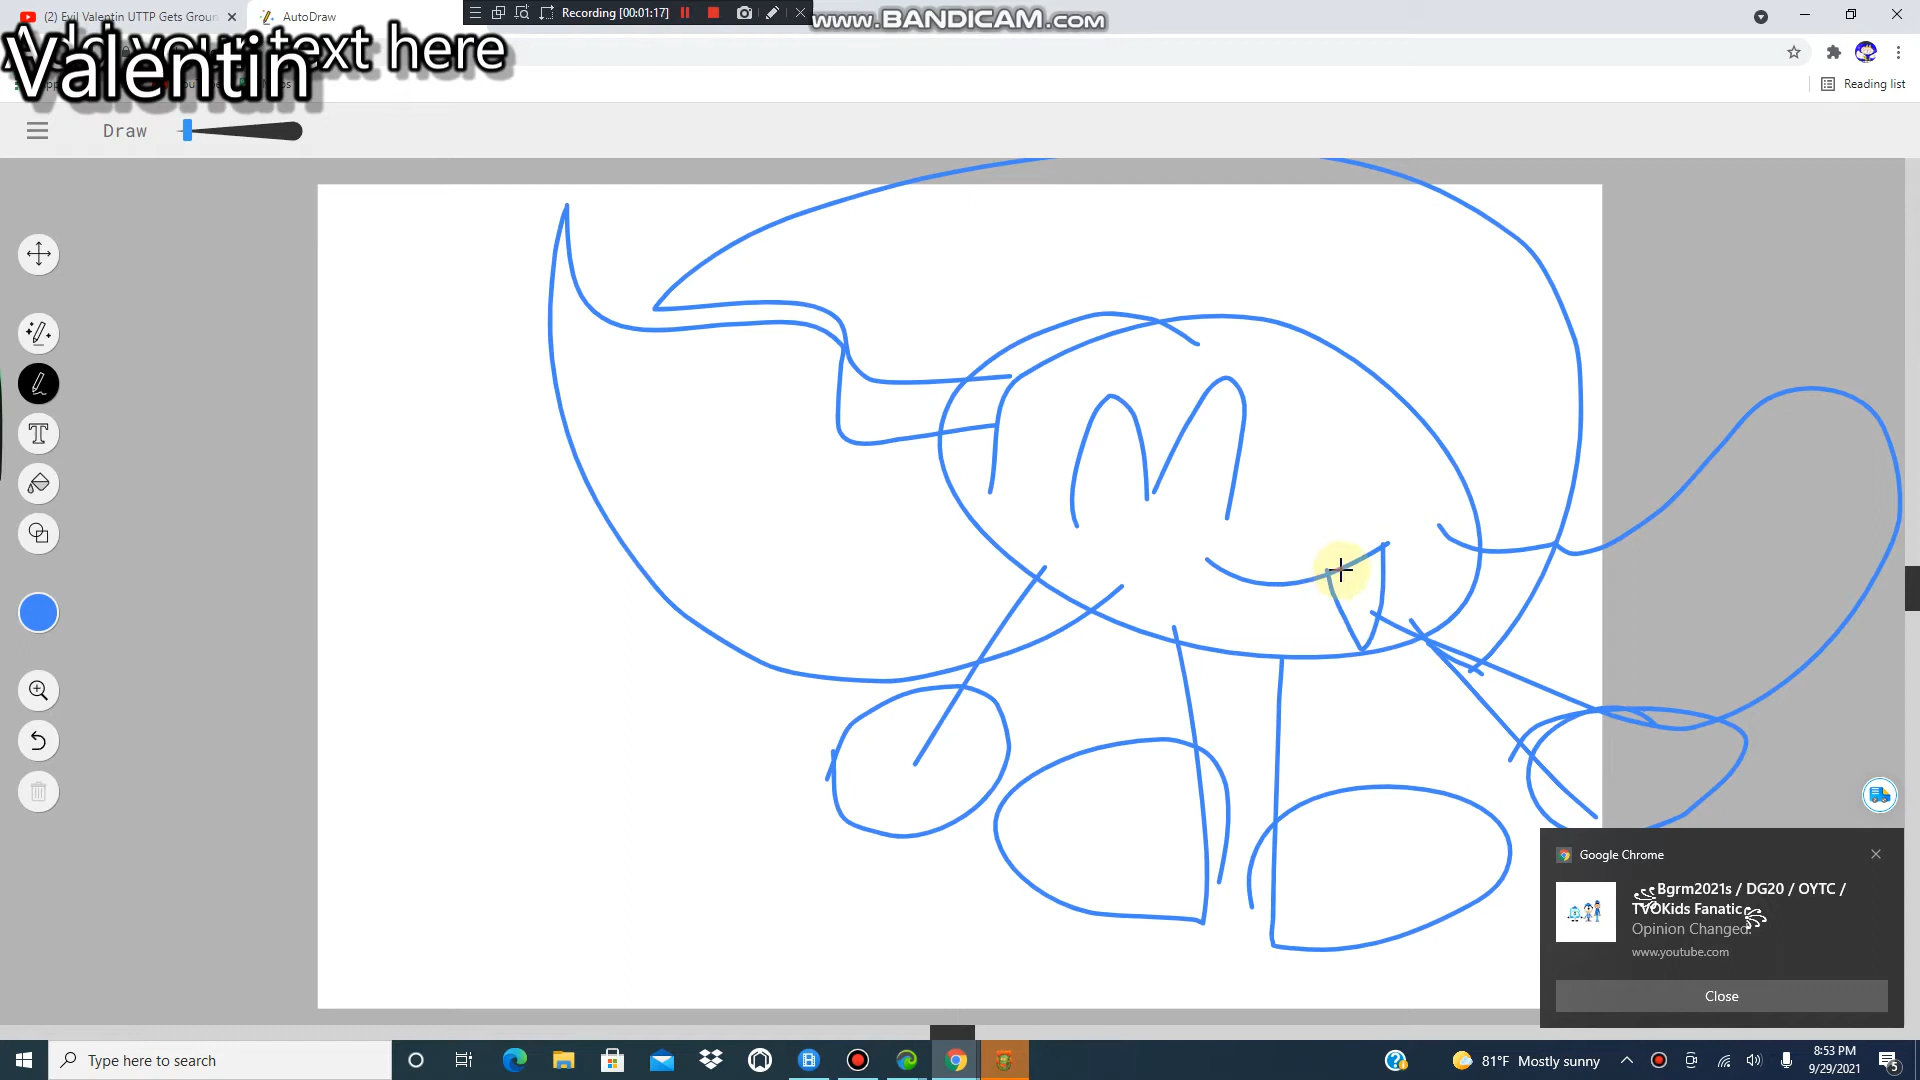 (2) Evil Valentin UTTP Gets Groun
AutoDraw
Recording [00:01:17]
www.BANDICAM.com
Add your text here
Valentin
Reading list
Draw
Google Chrome
Bgrm2021s / DG20 / OYTC /
TVOKids Fanatic
Opinion Changed.
www.youtube.com
Close
Type here to search
81°F Mostly sunny
8:53 PM
9/29/2021
5